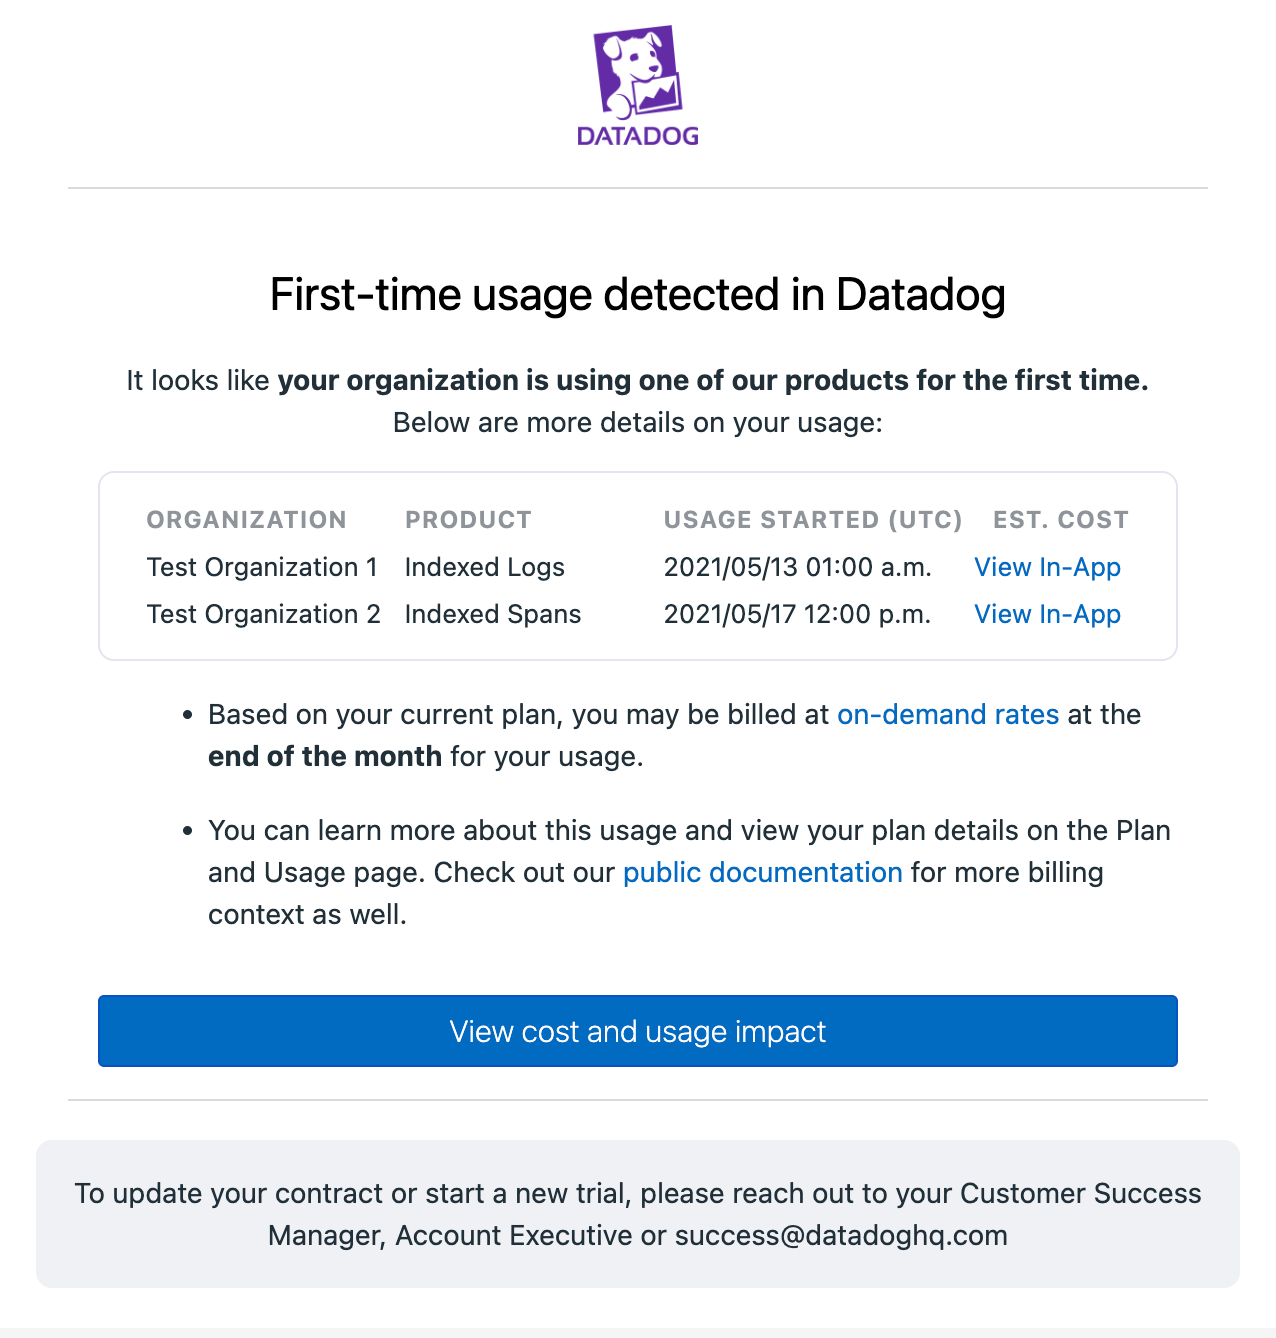 DATADOG
First-time usage detected in Datadog
It looks like your organization is using one of our products for the first time.
Below are more details on your usage:
ORGANIZATION PRODUCT USAGE STARTED (UTC) EST. COST
Test Organization 1 Indexed Logs 2021/05/13 01:00 a.m. View In-App
Test Organization 2 Indexed Spans 2021/05/17 12:00 p.m. View In-App
• Based on your current plan, you may be billed at on-demand rates at the
end of the month for your usage.
• You can learn more about this usage and view your plan details on the Plan
and Usage page. Check out our public documentation for more billing
context as well.
View cost and usage impact
To update your contract or start a new trial, please reach out to your Customer Success
Manager, Account Executive or success@datadoghq.com